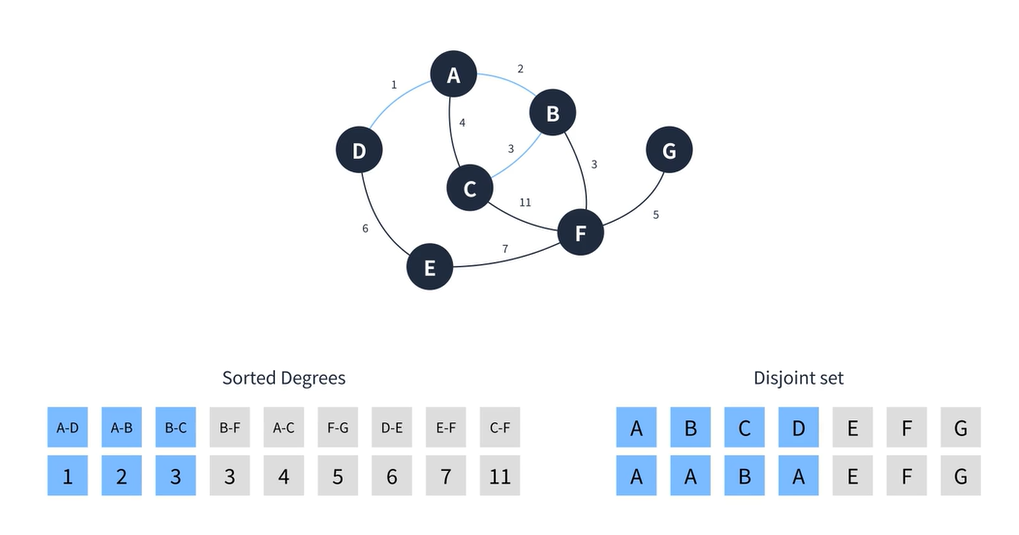 A
2
1
B
4
D
3
G
3
C
11
5
F
6
7
E
Sorted Degrees
A-D A-B B-C B-F A-C F-G D-E E-F C-F
1 2 3 3 4 5 6 7 11
Disjoint set
A B C D E F G
A A B A E F G